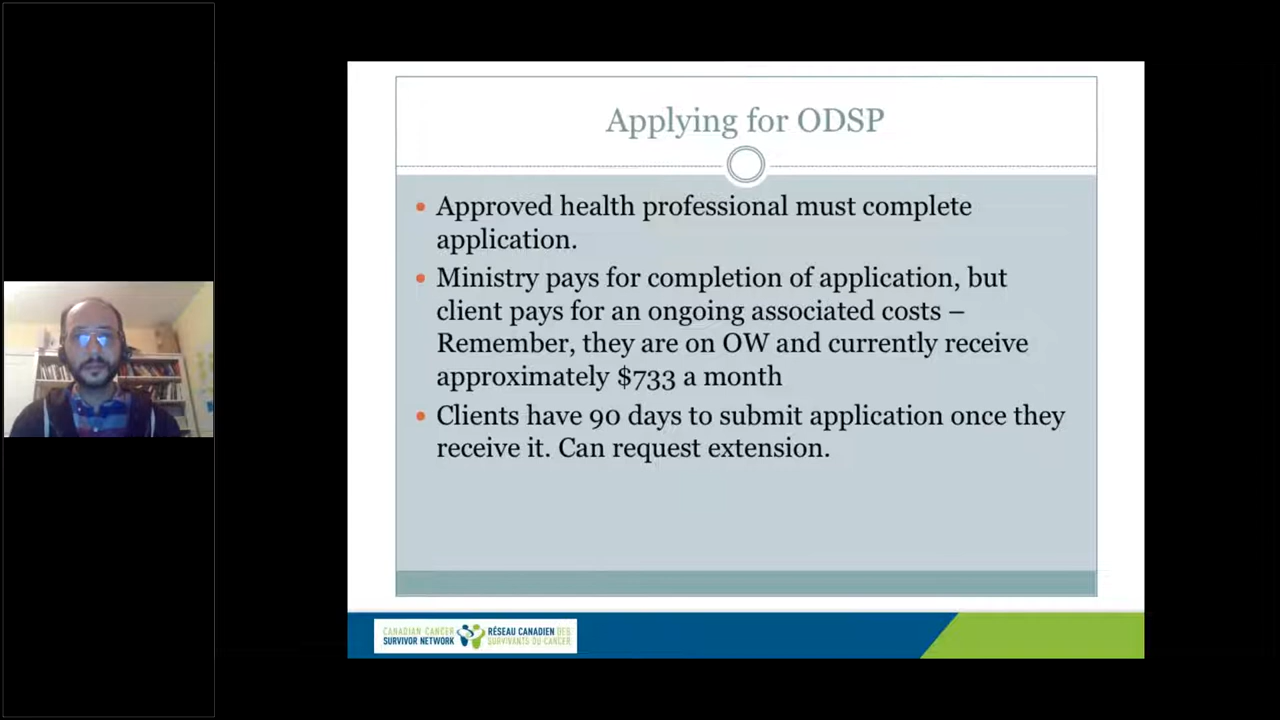 Applying for ODSP
Approved health professional must complete
application.
Ministry pays for completion of application, but
client pays for an ongoing associated costs –
Remember, they are on OW and currently receive
approximately $733 a month
Clients have 90 days to submit application once they
receive it. Can request extension.
CANADIAN CANCER
SURVIVOR NETWORK
RÉSEAU CANADIEN DES
SURVIVANTS DU CANCER